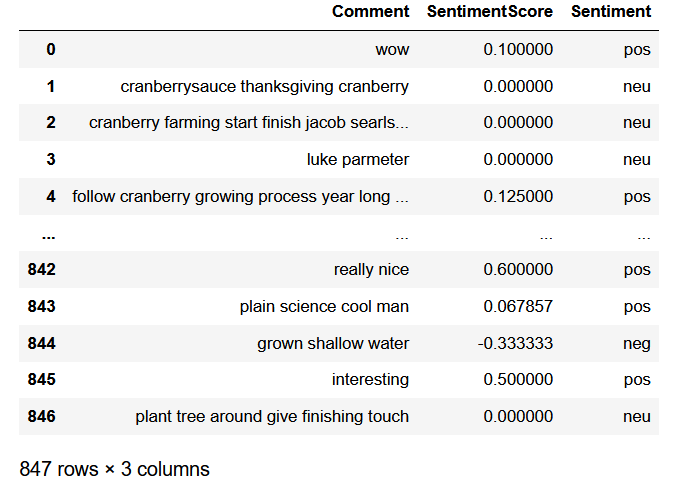 Comment SentimentScore Sentiment
0 wow 0.100000 pos
1 cranberrysauce thanksgiving cranberry 0.000000 neu
2 cranberry farming start finish jacob searls... 0.000000 neu
3 luke parmeter 0.000000 neu
4 follow cranberry growing process year long ... 0.125000 pos
... ... ... ...
842 really nice 0.600000 pos
843 plain science cool man 0.067857 pos
844 grown shallow water -0.333333 neg
845 interesting 0.500000 pos
846 plant tree around give finishing touch 0.000000 neu
847 rows × 3 columns